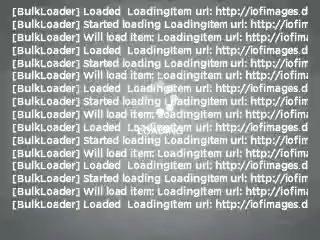 [BulkLoader] Loaded LoadingItem url: http://iofimages.d
[BulkLoader] Started loading LoadingItem url: http://iofim
[BulkLoader] Will load item: LoadingItem url: http://iofima
[BulkLoader] Loaded LoadingItem url: http://iofimages.d
[BulkLoader] Started loading LoadingItem url: http://iofim
[BulkLoader] Will load item: LoadingItem url: http://iofima
[BulkLoader] Loaded LoadingItem url: http://iofimages.d
[BulkLoader] Started loading LoadingItem url: http://iofim
[BulkLoader] Will load item: LoadingItem url: http://iofima
[BulkLoader] Loaded LoadingItem url: http://iofimages.d
LOADING
[BulkLoader] Started loading LoadingItem url: http://iofim
[BulkLoader] Will load item: LoadingItem url: http://iofima
[BulkLoader] Loaded LoadingItem url: http://iofimages.d
[BulkLoader] Started loading LoadingItem url: http://iofim
[BulkLoader] Will load item: LoadingItem url: http://iofima
[BulkLoader] Loaded LoadingItem url: http://iofimages.d